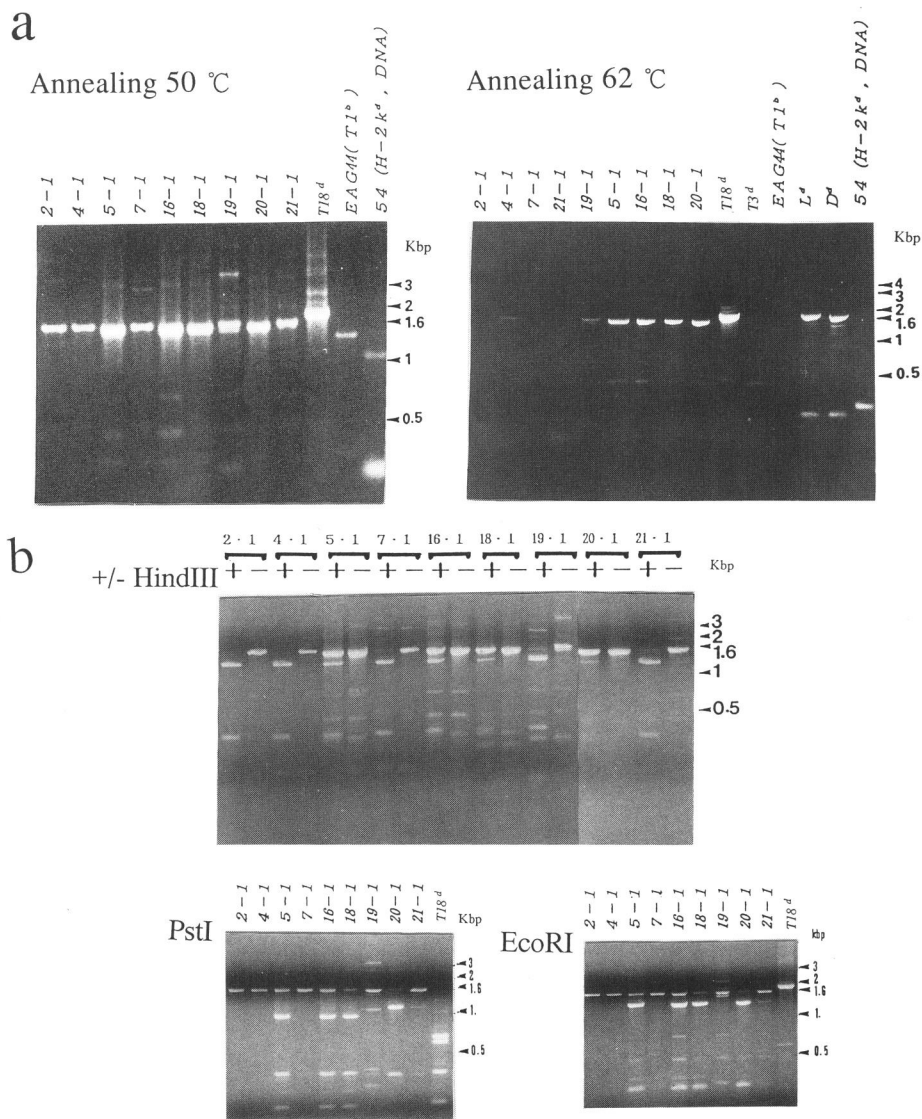 a
Annealing 50 ℃
2-1
4-1
5-1
7-1
16-1
18-1
19-1
20-1
21-1
T18ᵈ
EAG44(T1ᵇ)
54 (H-2kᵈ, DNA)
Kbp
3
2
1.6
1
0.5
Annealing 62 ℃
2-1
4-1
7-1
21-1
19-1
5-1
16-1
18-1
20-1
T18ᵈ
T3ᵈ
EAG44(T1ᵇ)
Lᵈ
Dᵈ
54 (H-2kᵈ, DNA)
Kbp
4
3
2
1.6
1
0.5
b
2·1 4·1 5·1 7·1 16·1 18·1 19·1 20·1 21·1
+/- HindIII + − + − + − + − + − + − + − + − + − Kbp
3
2
1.6
1
0.5
PstI
2-1
4-1
5-1
7-1
16-1
18-1
19-1
20-1
21-1
T18ᵈ
Kbp
3
2
1.6
1.
0.5
EcoRI
2-1
4-1
5-1
7-1
16-1
18-1
19-1
20-1
21-1
T18ᵈ
kbp
3
2
1.6
1.
0.5